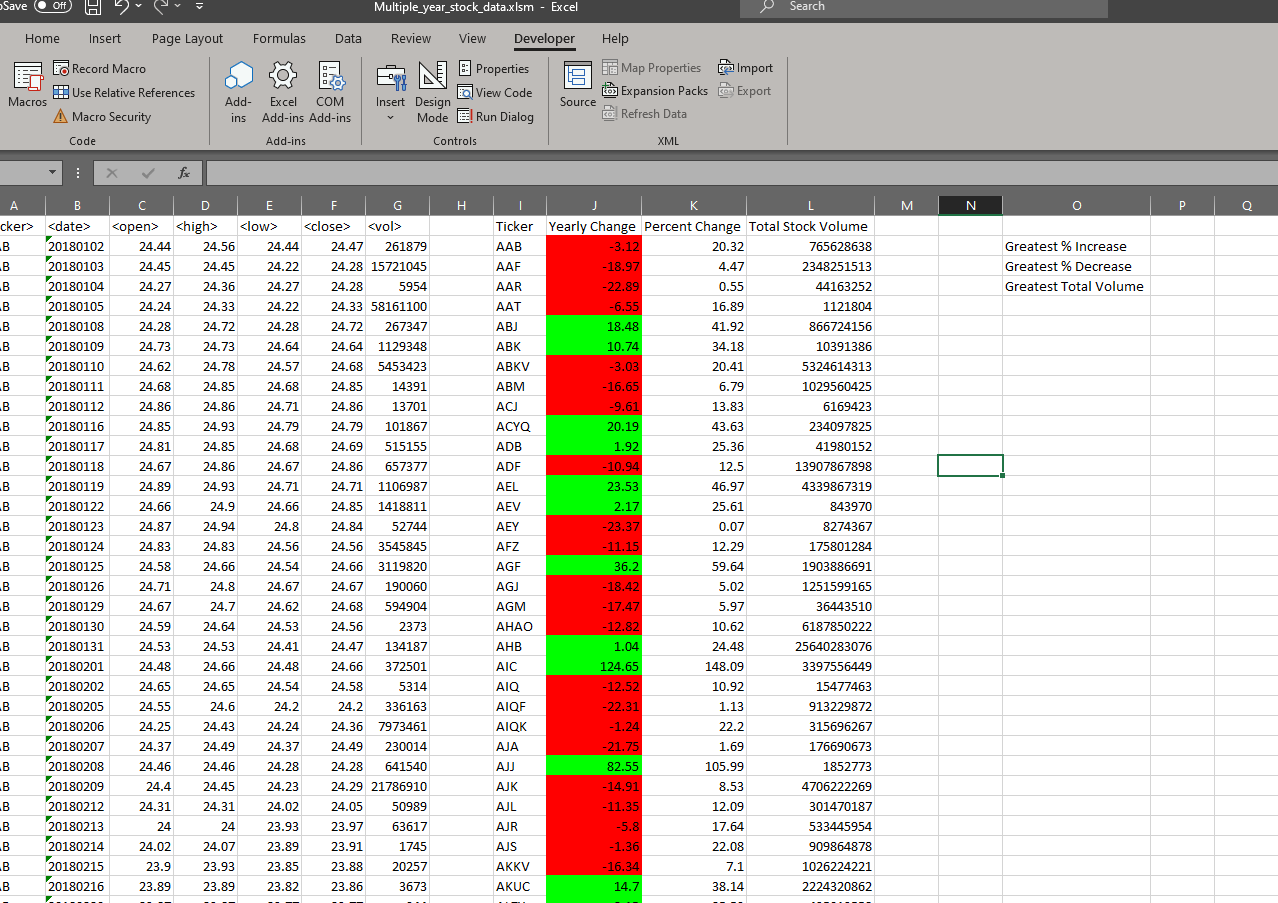 oSave Off Multiple_year_stock_data.xlsm - Excel Search
Home Insert Page Layout Formulas Data Review View Developer Help
Macros Record Macro Use Relative References Macro Security Code
Add-ins Excel Add-ins COM Add-ins Add-ins
Insert Design Mode Properties View Code Run Dialog Controls
Source Map Properties Expansion Packs Refresh Data Import Export XML
fx
A B C D E F G H I J K L M N O P Q
cker> <date> <open> <high> <low> <close> <vol> Ticker Yearly Change Percent Change Total Stock Volume
AB 20180102 24.44 24.56 24.44 24.47 261879 AAB -3.12 20.32 765628638 Greatest % Increase
AB 20180103 24.45 24.45 24.22 24.28 15721045 AAF -18.97 4.47 2348251513 Greatest % Decrease
AB 20180104 24.27 24.36 24.27 24.28 5954 AAR -22.89 0.55 44163252 Greatest Total Volume
AB 20180105 24.24 24.33 24.22 24.33 58161100 AAT -6.55 16.89 1121804
AB 20180108 24.28 24.72 24.28 24.72 267347 ABJ 18.48 41.92 866724156
AB 20180109 24.73 24.73 24.64 24.64 1129348 ABK 10.74 34.18 10391386
AB 20180110 24.62 24.78 24.57 24.68 5453423 ABKV -3.03 20.41 5324614313
AB 20180111 24.68 24.85 24.68 24.85 14391 ABM -16.65 6.79 1029560425
AB 20180112 24.86 24.86 24.71 24.86 13701 ACJ -9.61 13.83 6169423
AB 20180116 24.85 24.93 24.79 24.79 101867 ACYQ 20.19 43.63 234097825
AB 20180117 24.81 24.85 24.68 24.69 515155 ADB 1.92 25.36 41980152
AB 20180118 24.67 24.86 24.67 24.86 657377 ADF -10.94 12.5 13907867898
AB 20180119 24.89 24.93 24.71 24.71 1106987 AEL 23.53 46.97 4339867319
AB 20180122 24.66 24.9 24.66 24.85 1418811 AEV 2.17 25.61 843970
AB 20180123 24.87 24.94 24.8 24.84 52744 AEY -23.37 0.07 8274367
AB 20180124 24.83 24.83 24.56 24.56 3545845 AFZ -11.15 12.29 175801284
AB 20180125 24.58 24.66 24.54 24.66 3119820 AGF 36.2 59.64 1903886691
AB 20180126 24.71 24.8 24.67 24.67 190060 AGJ -18.42 5.02 1251599165
AB 20180129 24.67 24.7 24.62 24.68 594904 AGM -17.47 5.97 36443510
AB 20180130 24.59 24.64 24.53 24.56 2373 AHAO -12.82 10.62 6187850222
AB 20180131 24.53 24.53 24.41 24.47 134187 AHB 1.04 24.48 25640283076
AB 20180201 24.48 24.66 24.48 24.66 372501 AIC 124.65 148.09 3397556449
AB 20180202 24.65 24.65 24.54 24.58 5314 AIQ -12.52 10.92 15477463
AB 20180205 24.55 24.6 24.2 24.2 336163 AIQF -22.31 1.13 913229872
AB 20180206 24.25 24.43 24.24 24.36 7973461 AIQK -1.24 22.2 315696267
AB 20180207 24.37 24.49 24.37 24.49 230014 AJA -21.75 1.69 176690673
AB 20180208 24.46 24.46 24.28 24.28 641540 AJJ 82.55 105.99 1852773
AB 20180209 24.4 24.45 24.23 24.29 21786910 AJK -14.91 8.53 4706222269
AB 20180212 24.31 24.31 24.02 24.05 50989 AJL -11.35 12.09 301470187
AB 20180213 24 24 23.93 23.97 63617 AJR -5.8 17.64 533445954
AB 20180214 24.02 24.07 23.89 23.91 1745 AJS -1.36 22.08 909864878
AB 20180215 23.9 23.93 23.85 23.88 20257 AKKV -16.34 7.1 1026224221
AB 20180216 23.89 23.89 23.82 23.86 3673 AKUC 14.7 38.14 2224320862